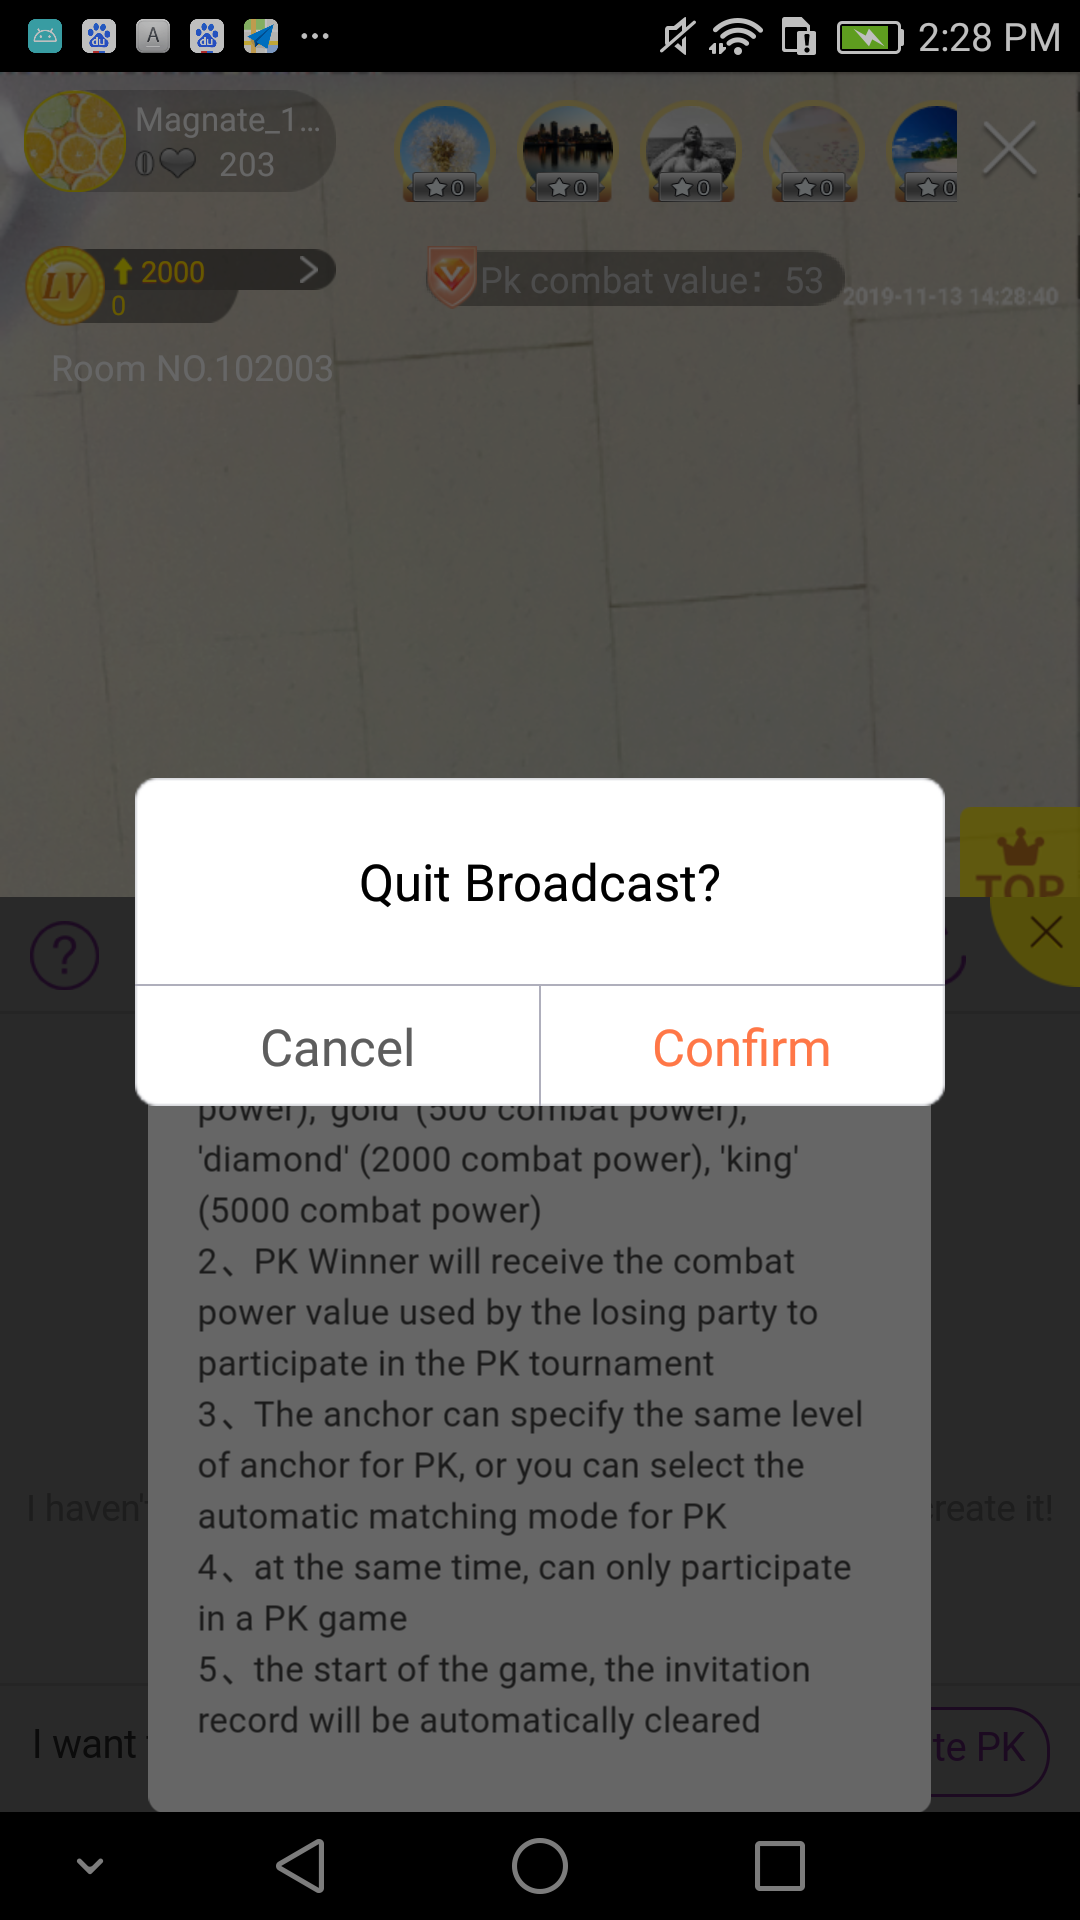 2:28 PM
Magnate_1...
203
0
0
0
0
0
LV
2000
0
Pk combat value： 53
2019-11-13 14:28:40
Room NO.102003
TOP
Quit Broadcast?
Cancel
Confirm
power), 'gold' (500 combat power),
'diamond' (2000 combat power), 'king'
(5000 combat power)
2、PK Winner will receive the combat
power value used by the losing party to
participate in the PK tournament
3、The anchor can specify the same level
of anchor for PK, or you can select the
automatic matching mode for PK
4、at the same time, can only participate
in a PK game
5、the start of the game, the invitation
record will be automatically cleared
I haven'
create it!
I want
te PK